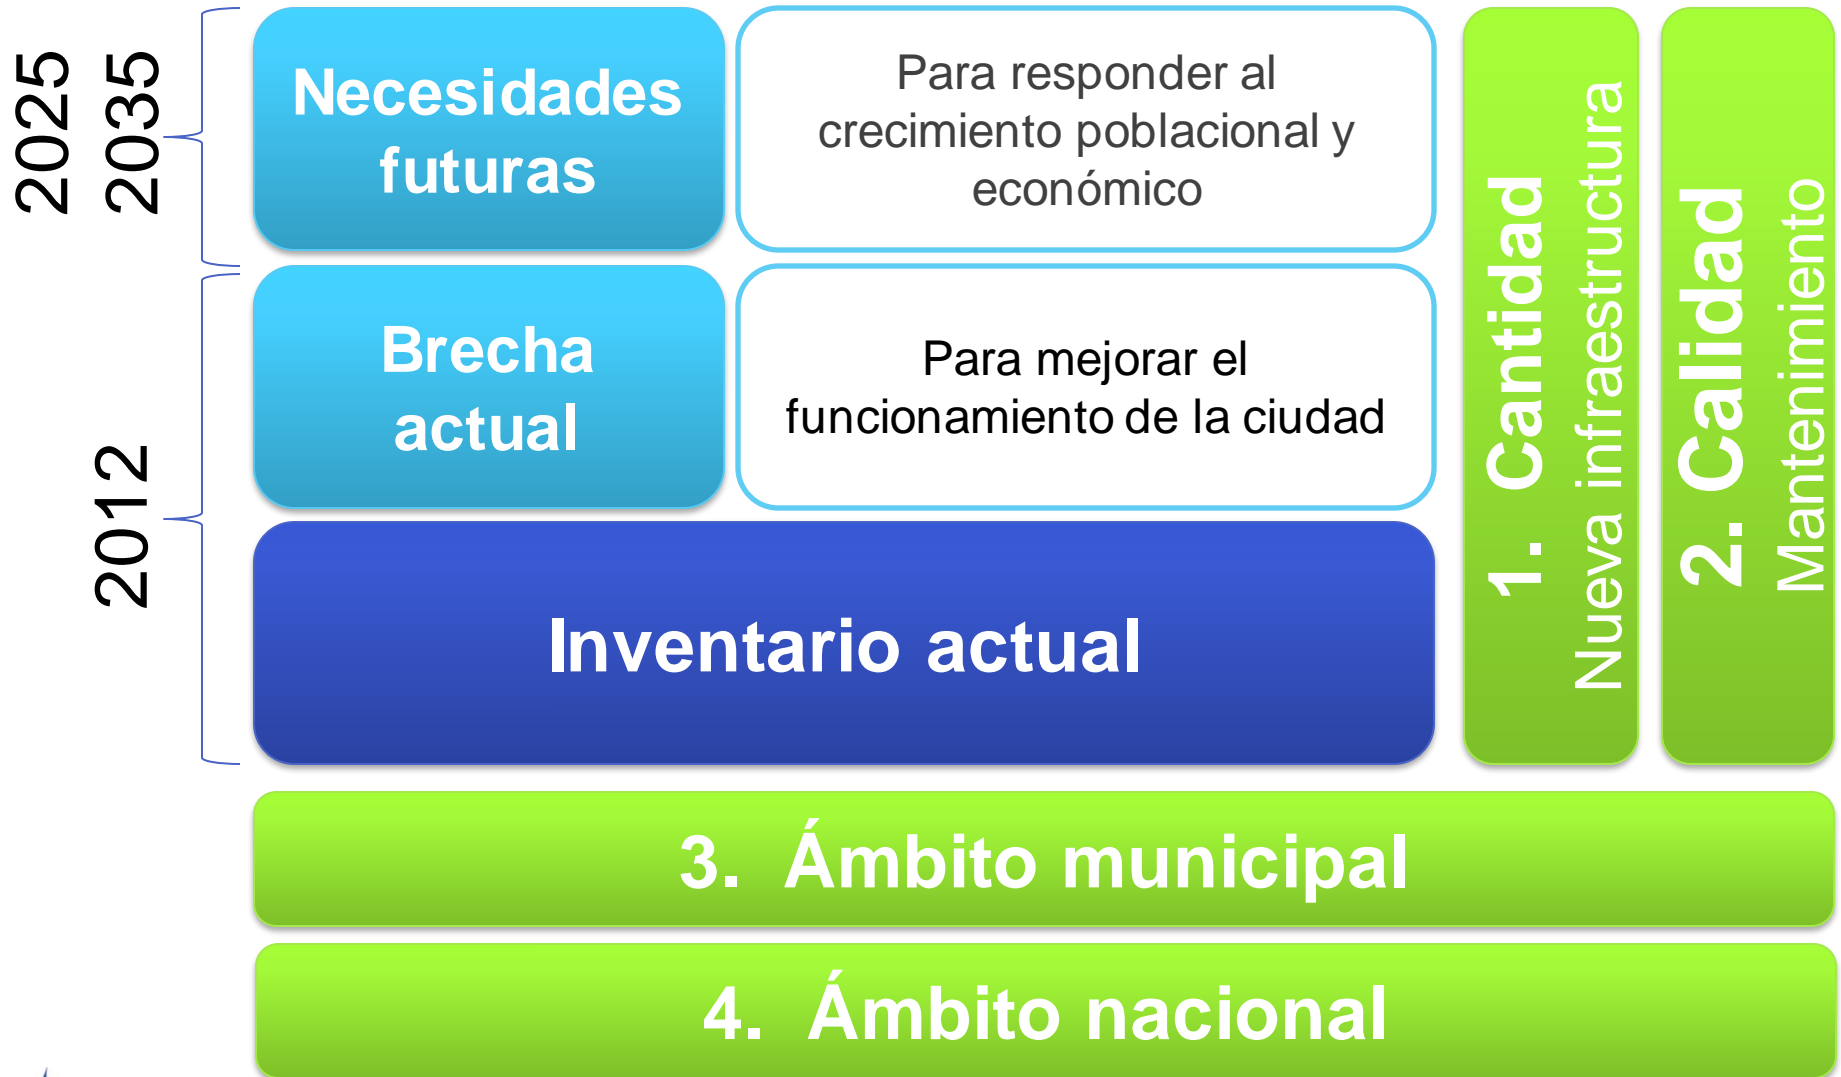 2025
2035
Necesidades
futuras
Para responder al
crecimiento poblacional y
económico
2012
Brecha
actual
Para mejorar el
funcionamiento de la ciudad
Inventario actual
1. Cantidad
Nueva infraestructura
2. Calidad
Mantenimiento
3. Ámbito municipal
4. Ámbito nacional